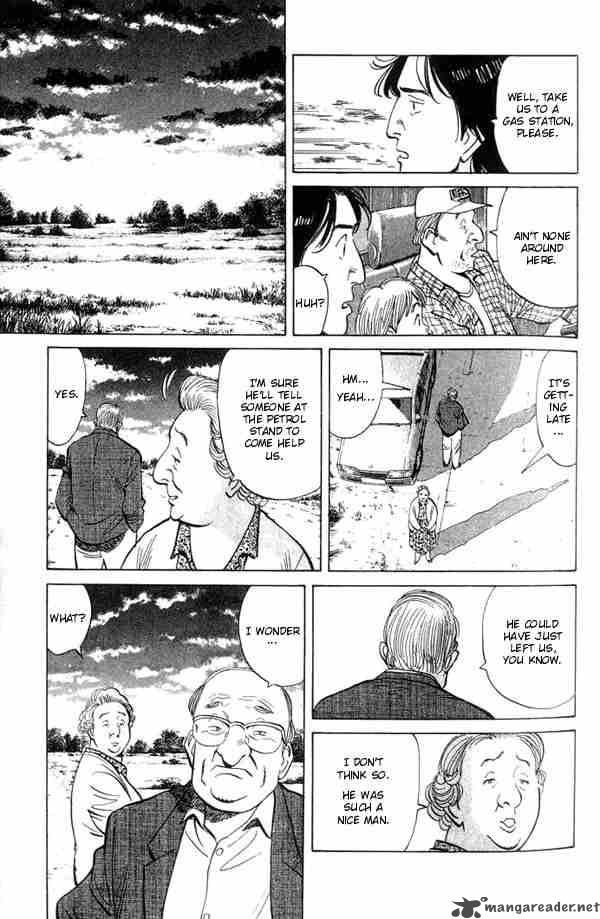 WELL, TAKE
US TO A
GAS STATION,
PLEASE.
AIN'T NONE
AROUND
HERE.
HUH?
IT'S
GETT-
ING
LATE
...
HM...
YEAH...
I'M SURE
HE'LL TELL
SOMEONE AT
THE PETROL
STAND TO
COME HELP
US.
YES.
HE COULD
HAVE JUST
LEFT US,
YOU KNOW.
I DON'T
THINK SO.
HE WAS
SUCH A
NICE MAN.
I WONDER
...
WHAT?
mangareader.net